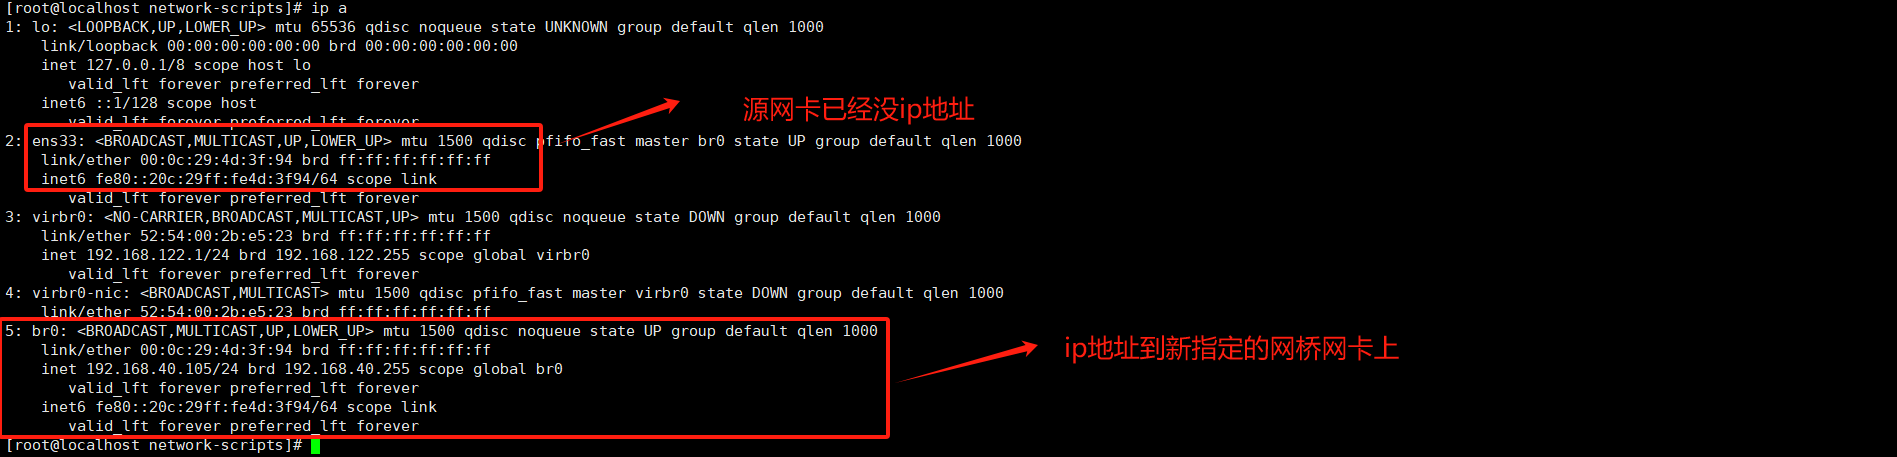 [root@localhost network-scripts]# ip a
1: lo: <LOOPBACK,UP,LOWER_UP> mtu 65536 qdisc noqueue state UNKNOWN group default qlen 1000
link/loopback 00:00:00:00:00:00 brd 00:00:00:00:00:00
inet 127.0.0.1/8 scope host lo
valid_lft forever preferred_lft forever
inet6 ::1/128 scope host
valid_lft forever preferred_lft forever
源网卡已经没ip地址
2: ens33: <BROADCAST,MULTICAST,UP,LOWER_UP> mtu 1500 qdisc pfifo_fast master br0 state UP group default qlen 1000
link/ether 00:0c:29:4d:3f:94 brd ff:ff:ff:ff:ff:ff
inet6 fe80::20c:29ff:fe4d:3f94/64 scope link
valid_lft forever preferred_lft forever
3: virbr0: <NO-CARRIER,BROADCAST,MULTICAST,UP> mtu 1500 qdisc noqueue state DOWN group default qlen 1000
link/ether 52:54:00:2b:e5:23 brd ff:ff:ff:ff:ff:ff
inet 192.168.122.1/24 brd 192.168.122.255 scope global virbr0
valid_lft forever preferred_lft forever
4: virbr0-nic: <BROADCAST,MULTICAST> mtu 1500 qdisc pfifo_fast master virbr0 state DOWN group default qlen 1000
link/ether 52:54:00:2b:e5:23 brd ff:ff:ff:ff:ff:ff
5: br0: <BROADCAST,MULTICAST,UP,LOWER_UP> mtu 1500 qdisc noqueue state UP group default qlen 1000
link/ether 00:0c:29:4d:3f:94 brd ff:ff:ff:ff:ff:ff
ip地址到新指定的网桥网卡上
inet 192.168.40.105/24 brd 192.168.40.255 scope global br0
valid_lft forever preferred_lft forever
inet6 fe80::20c:29ff:fe4d:3f94/64 scope link
valid_lft forever preferred_lft forever
[root@localhost network-scripts]#